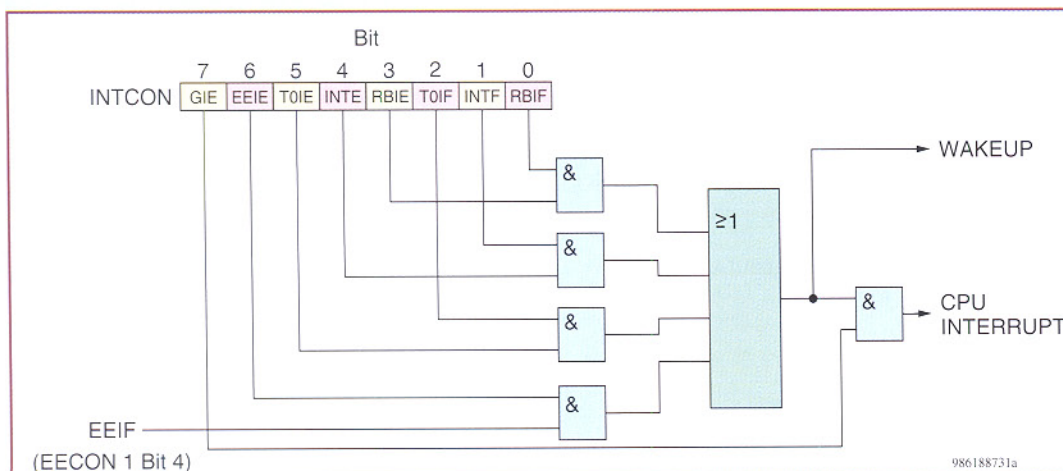 Bit
7 6 5 4 3 2 1 0
INTCON GIE EEIE T0IE INTE RBIE T0IF INTF RBIF
&
WAKEUP
≥1
&
&
CPU
INTERRUPT
&
&
EEIF
(EECON 1 Bit 4)
986188731a